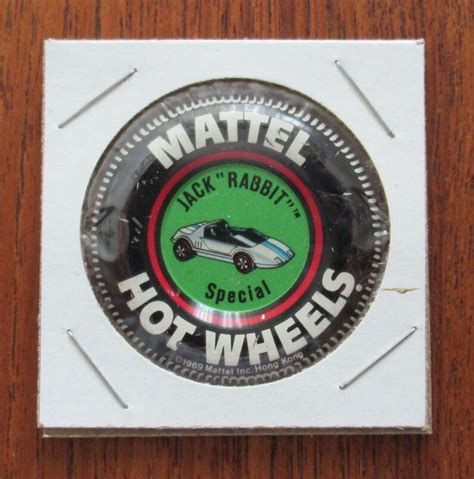 MATTEL
JACK "RABBIT"™
Special
HOT WHEELS
©1969 Mattel Inc. Hong Kong